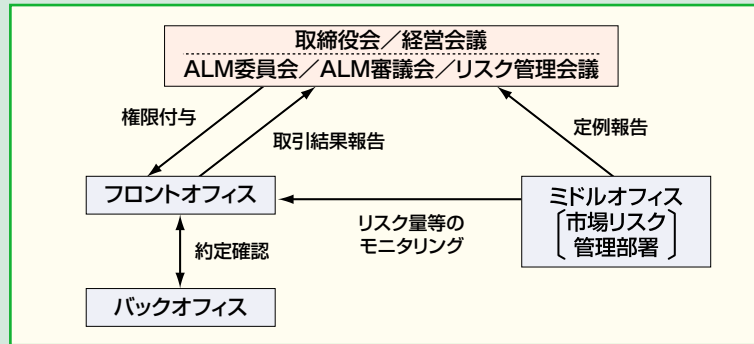 取締役会／経営会議
ALM委員会／ALM審議会／リスク管理会議
権限付与
取引結果報告
定例報告
フロントオフィス
ミドルオフィス
市場リスク
管理部署
リスク量等の
モニタリング
約定確認
バックオフィス